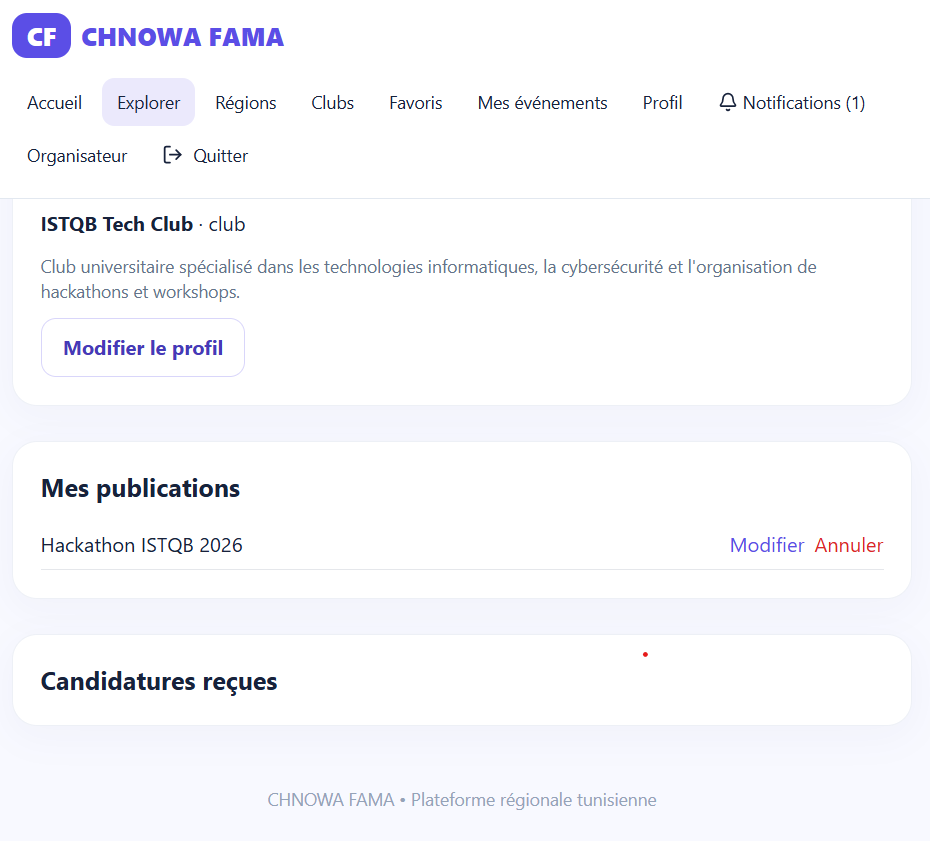 CF CHNOWA FAMA
Accueil Explorer Régions Clubs Favoris Mes événements Profil Notifications (1)
Organisateur Quitter
ISTQB Tech Club · club
Club universitaire spécialisé dans les technologies informatiques, la cybersécurité et l'organisation de
hackathons et workshops.
Modifier le profil
Mes publications
Hackathon ISTQB 2026 Modifier Annuler
Candidatures reçues
CHNOWA FAMA • Plateforme régionale tunisienne